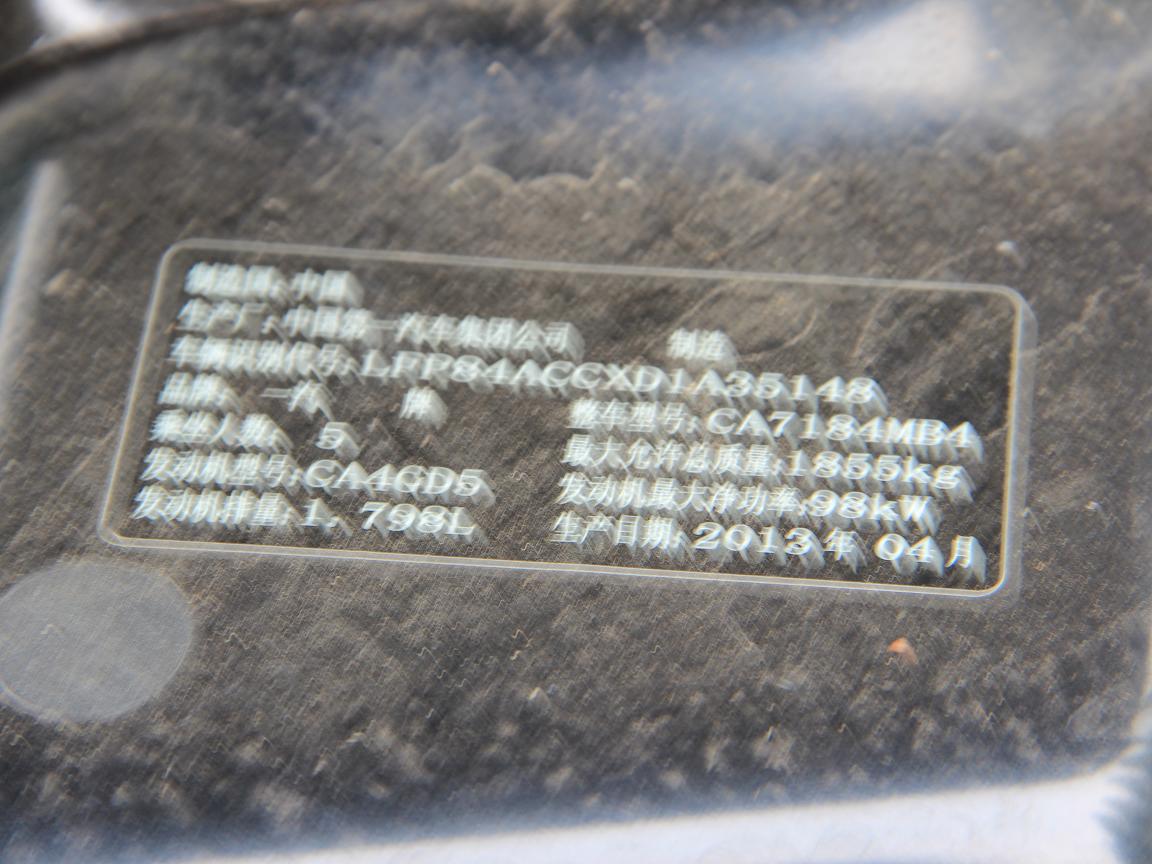 制造国:中国
生产厂:中国第一汽车集团公司 制造
车辆识别代号:LFP84ACCXD1A35148
品牌: 一汽 牌 整车型号:CA7184MB4
乘坐人数: 5 最大允许总质量:1855kg
发动机型号:CA4GD5 发动机最大净功率:98kW
发动机排量:1. 798L 生产日期:2013年 04月